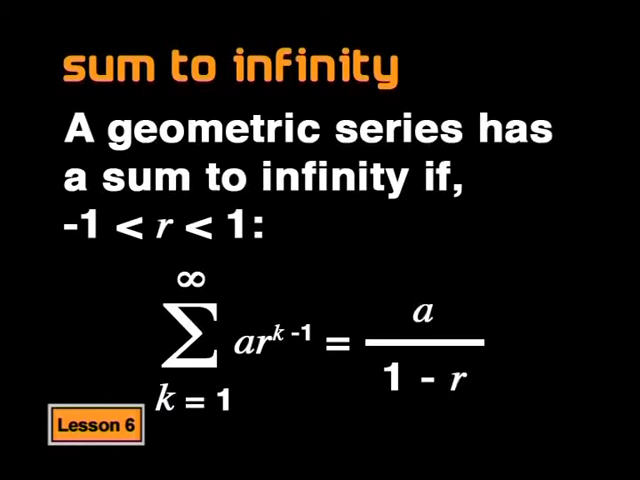 sum to infinity
A geometric series has
a sum to infinity if,
-1 < r < 1:
∞
∑ ar^(k-1) = a / (1 - r)
k = 1
Lesson 6